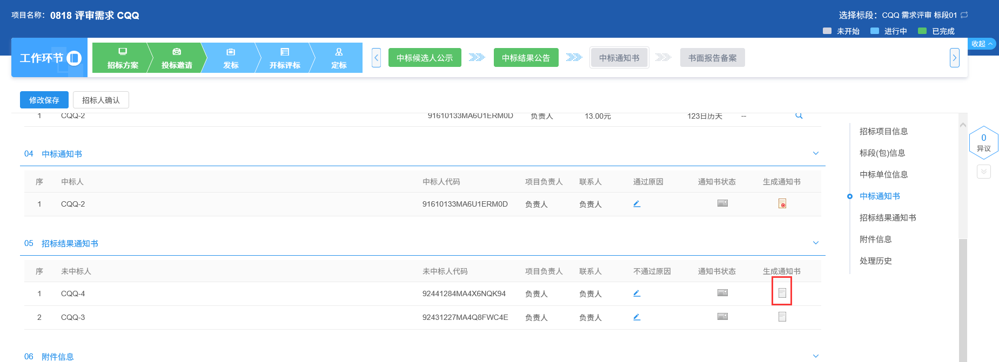 项目名称： 0818 评审需求 CQQ
选择标段： CQQ 需求评审 标段01
未开始 进行中 已完成
收起
工作环节
招标方案 投标邀请 发标 开标评标 定标
中标候选人公示 中标结果公告 中标通知书 书面报告备案
修改保存 招标人确认
1 CQQ-2 91610133MA6U1ERM0D 负责人 13.00元 123日历天 --
04 中标通知书
序 中标人 中标人代码 项目负责人 联系人 通过原因 通知书状态 生成通知书
1 CQQ-2 91610133MA6U1ERM0D 负责人 负责人
05 招标结果通知书
序 未中标人 未中标人代码 项目负责人 联系人 不通过原因 通知书状态 生成通知书
1 CQQ-4 92441284MA4X6NQK94 负责人 负责人
2 CQQ-3 92431227MA4Q8FWC4E 负责人 负责人
06 附件信息
招标项目信息
标段(包)信息
中标单位信息
中标通知书
招标结果通知书
附件信息
处理历史
0
异议